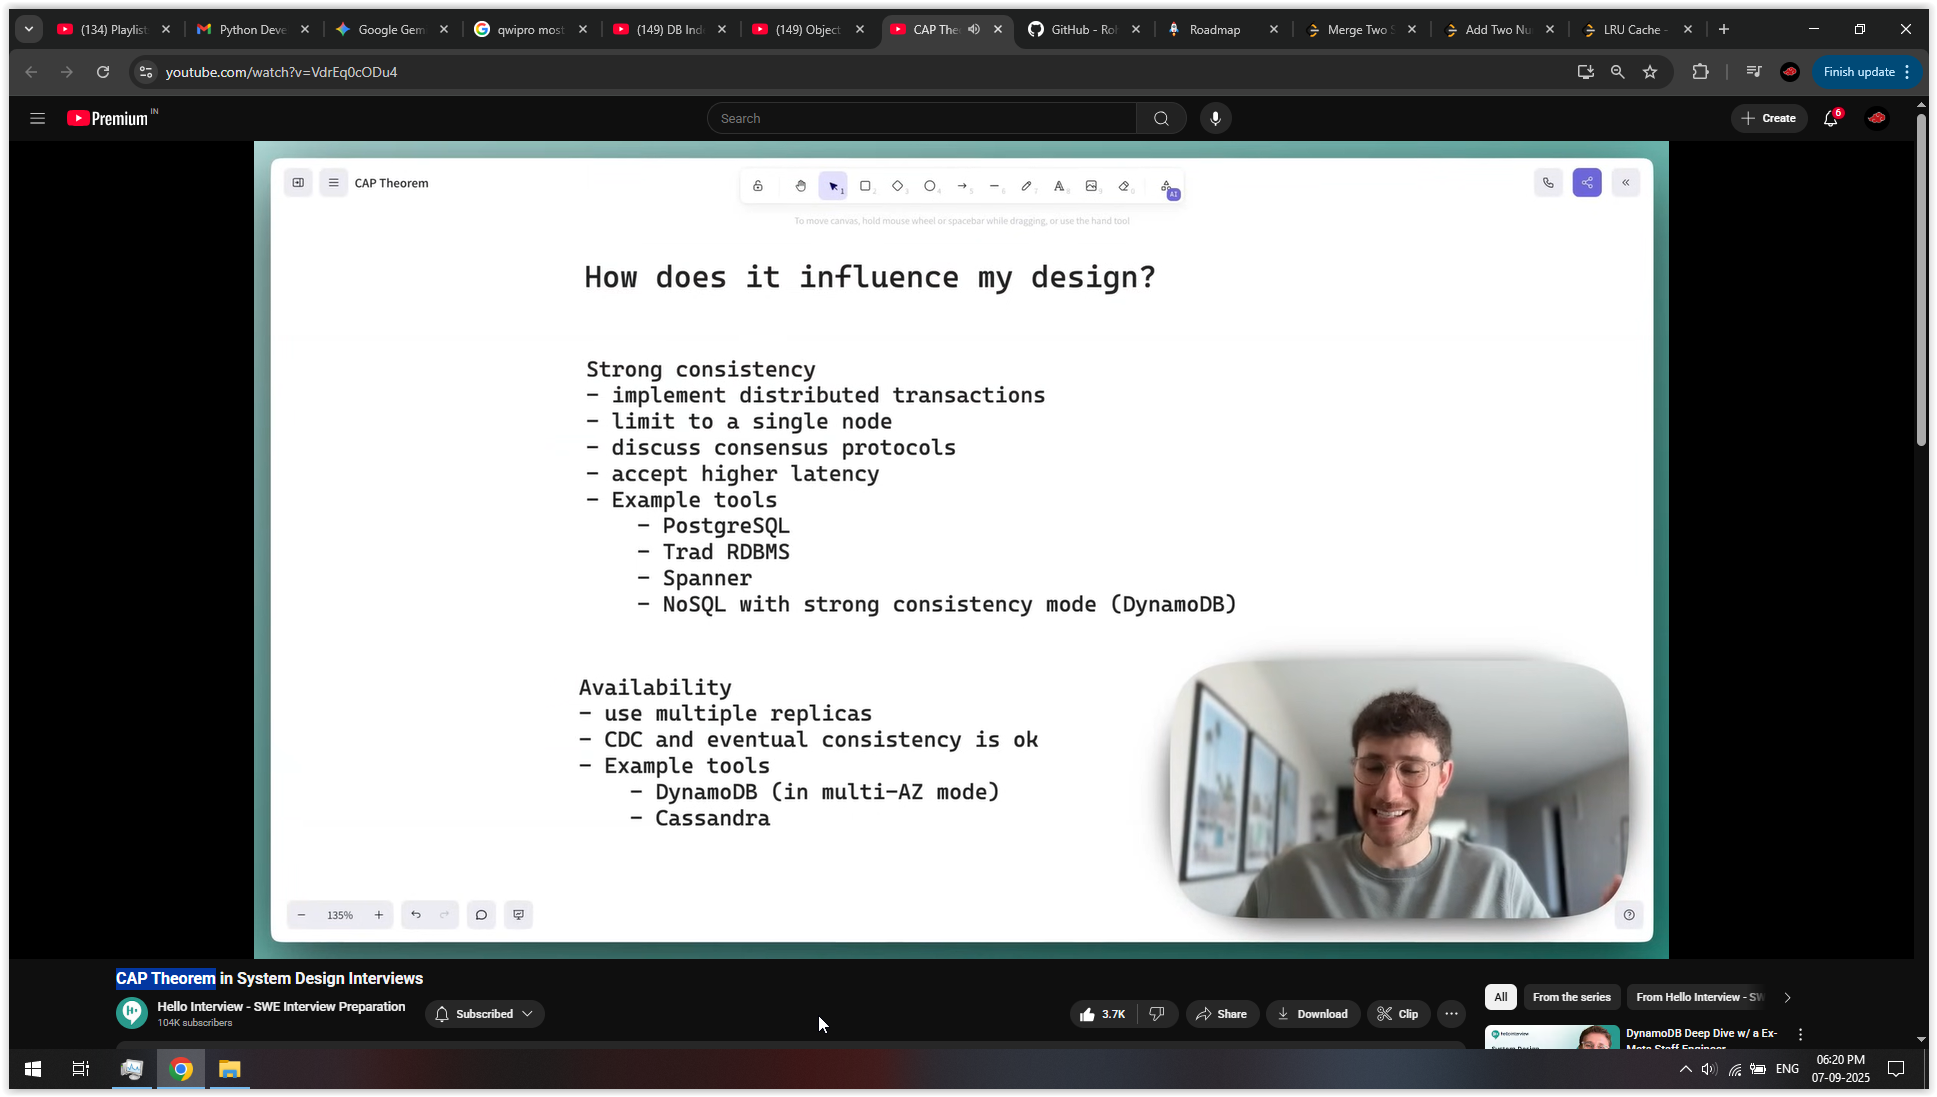 (134) Playlist
Python Deve
Google Gem
qwipro most
(149) DB Ind
(149) Object
CAP The
GitHub - Ro
Roadmap
Merge Two S
Add Two Nu
LRU Cache -
youtube.com/watch?v=VdrEq0cODu4
Finish update
Premium IN
Search
Create
6
CAP Theorem
To move canvas, hold mouse wheel or spacebar while dragging, or use the hand tool
AI
How does it influence my design?
Strong consistency
- implement distributed transactions
- limit to a single node
- discuss consensus protocols
- accept higher latency
- Example tools
- PostgreSQL
- Trad RDBMS
- Spanner
- NoSQL with strong consistency mode (DynamoDB)
Availability
- use multiple replicas
- CDC and eventual consistency is ok
- Example tools
- DynamoDB (in multi-AZ mode)
- Cassandra
135%
CAP Theorem in System Design Interviews
Hello Interview - SWE Interview Preparation
104K subscribers
Subscribed
3.7K
Share
Download
Clip
All
From the series
From Hello Interview - SW
hellointerview
DynamoDB Deep Dive w/ a Ex-
Meta Staff Engineer
ENG
06:20 PM
07-09-2025